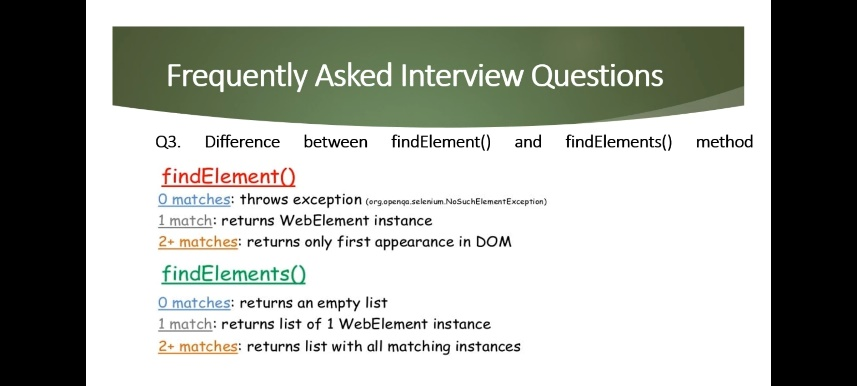 Frequently Asked Interview Questions
Q3. Difference between findElement() and findElements() method
findElement()
0 matches: throws exception (org.openqa.selenium.NoSuchElementException)
1 match: returns WebElement instance
2+ matches: returns only first appearance in DOM
findElements()
0 matches: returns an empty list
1 match: returns list of 1 WebElement instance
2+ matches: returns list with all matching instances